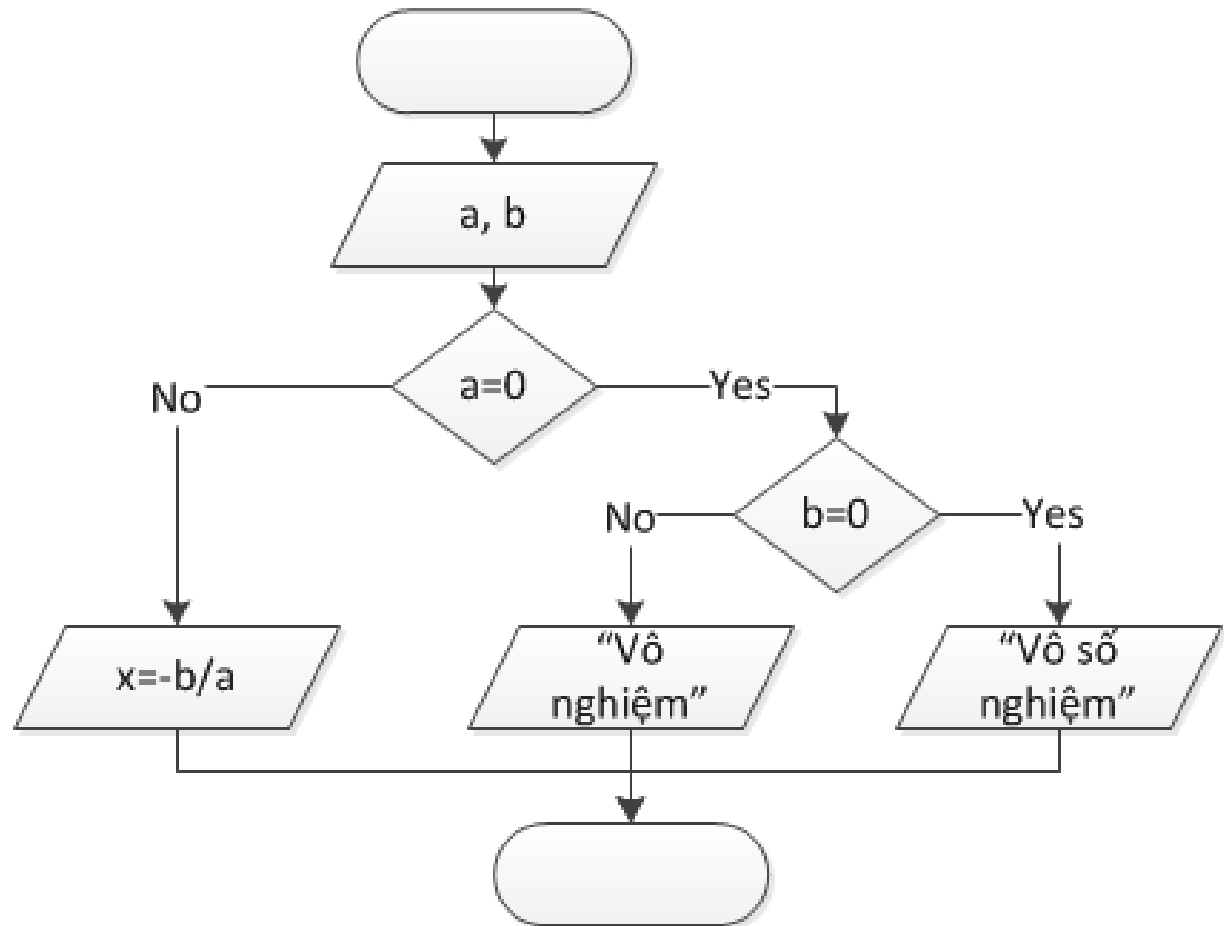 a, b
a=0
No
Yes
b=0
No
Yes
x=-b/a
“Vô
nghiệm”
“Vô số
nghiệm”